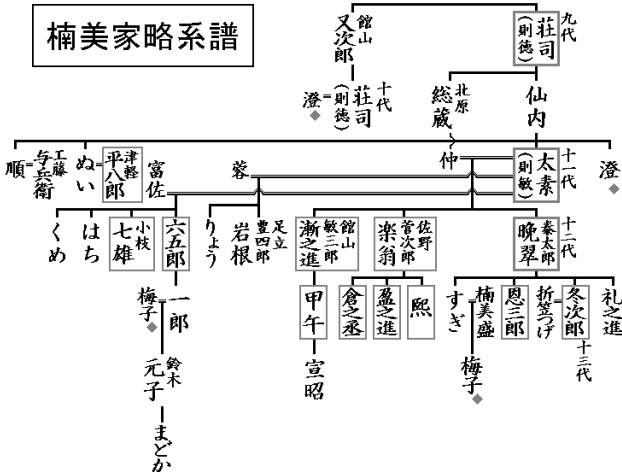 楠美家略系譜
九代
荘司
(則徳)
館山
又次郎
十代
荘司
(則徳)
澄
北原
総蔵
仙内
工藤
与兵衛
順
津軽
平八郎
ぬい
富佐
蓉
仲
十一代
太素
(則敏)
澄
くめ
はち
小枝
七雄
六五郎
りょう
岩根
足立
豊四郎
館山
敏三郎
漸之進
佐野
菅次郎
楽翁
十二代
泰太郎
晩翠
梅子
一郎
甲午
倉之丞
盈之進
熙
すぎ
楠美盛
恩三郎
折笠つげ
冬次郎
十三代
礼之進
鈴木
元子
宣昭
梅子
まどか